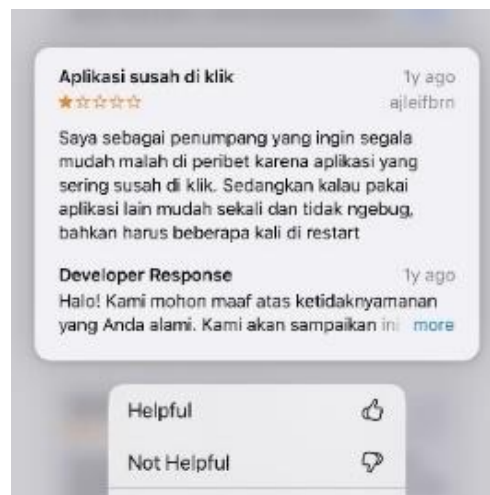 Aplikasi susah di klik 1y ago
ajleifbrn
Saya sebagai penumpang yang ingin segala
mudah malah di peribet karena aplikasi yang
sering susah di klik. Sedangkan kalau pakai
aplikasi lain mudah sekali dan tidak ngebug,
bahkan harus beberapa kali di restart
Developer Response 1y ago
Halo! Kami mohon maaf atas ketidaknyamanan
yang Anda alami. Kami akan sampaikan ini more
Helpful
Not Helpful